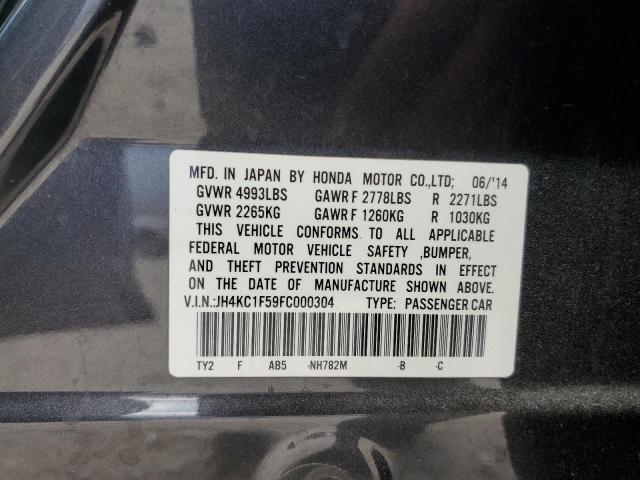 MFD. IN JAPAN BY HONDA MOTOR CO.,LTD; 06/'14
GVWR 4993LBS GAWR F 2778LBS R 2271LBS
GVWR 2265KG GAWR F 1260KG R 1030KG
THIS VEHICLE CONFORMS TO ALL APPLICABLE
FEDERAL MOTOR VEHICLE SAFETY ,BUMPER,
AND THEFT PREVENTION STANDARDS IN EFFECT
ON THE DATE OF MANUFACTURE SHOWN ABOVE.
V.I.N.:JH4KC1F59FC000304 TYPE: PASSENGER CAR
TY2 F AB5 -NH782M -B -C